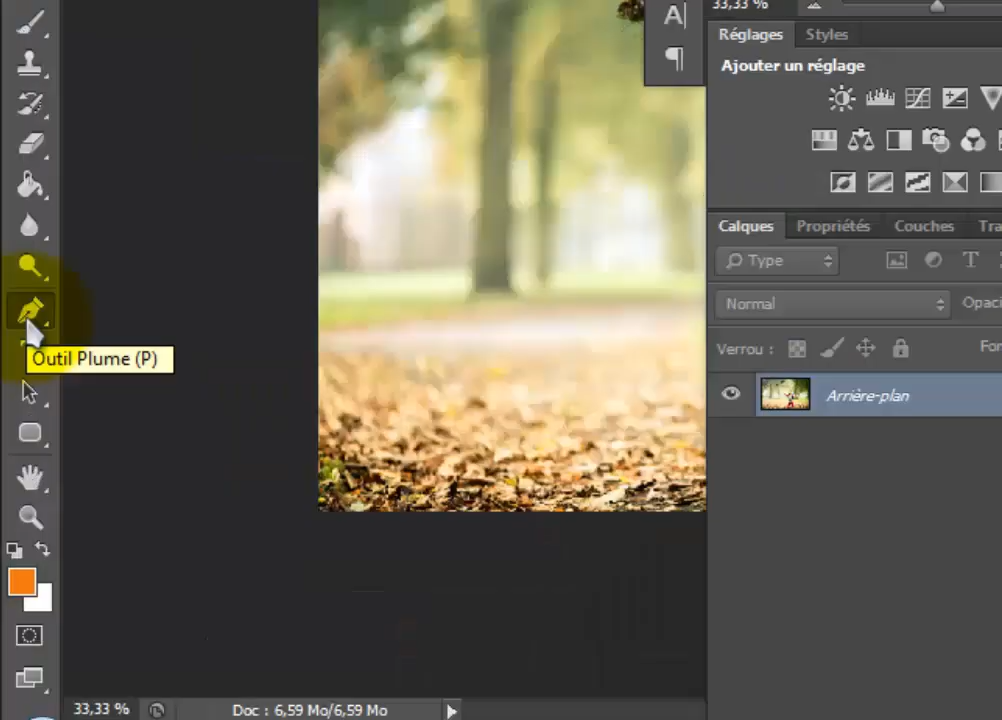 33,33 %
A
Réglages Styles
Ajouter un réglage
Calques Propriétés Couches
Type T
Normal
Verrou :
Arrière-plan
Outil Plume (P)
33,33 % Doc : 6,59 Mo/6,59 Mo